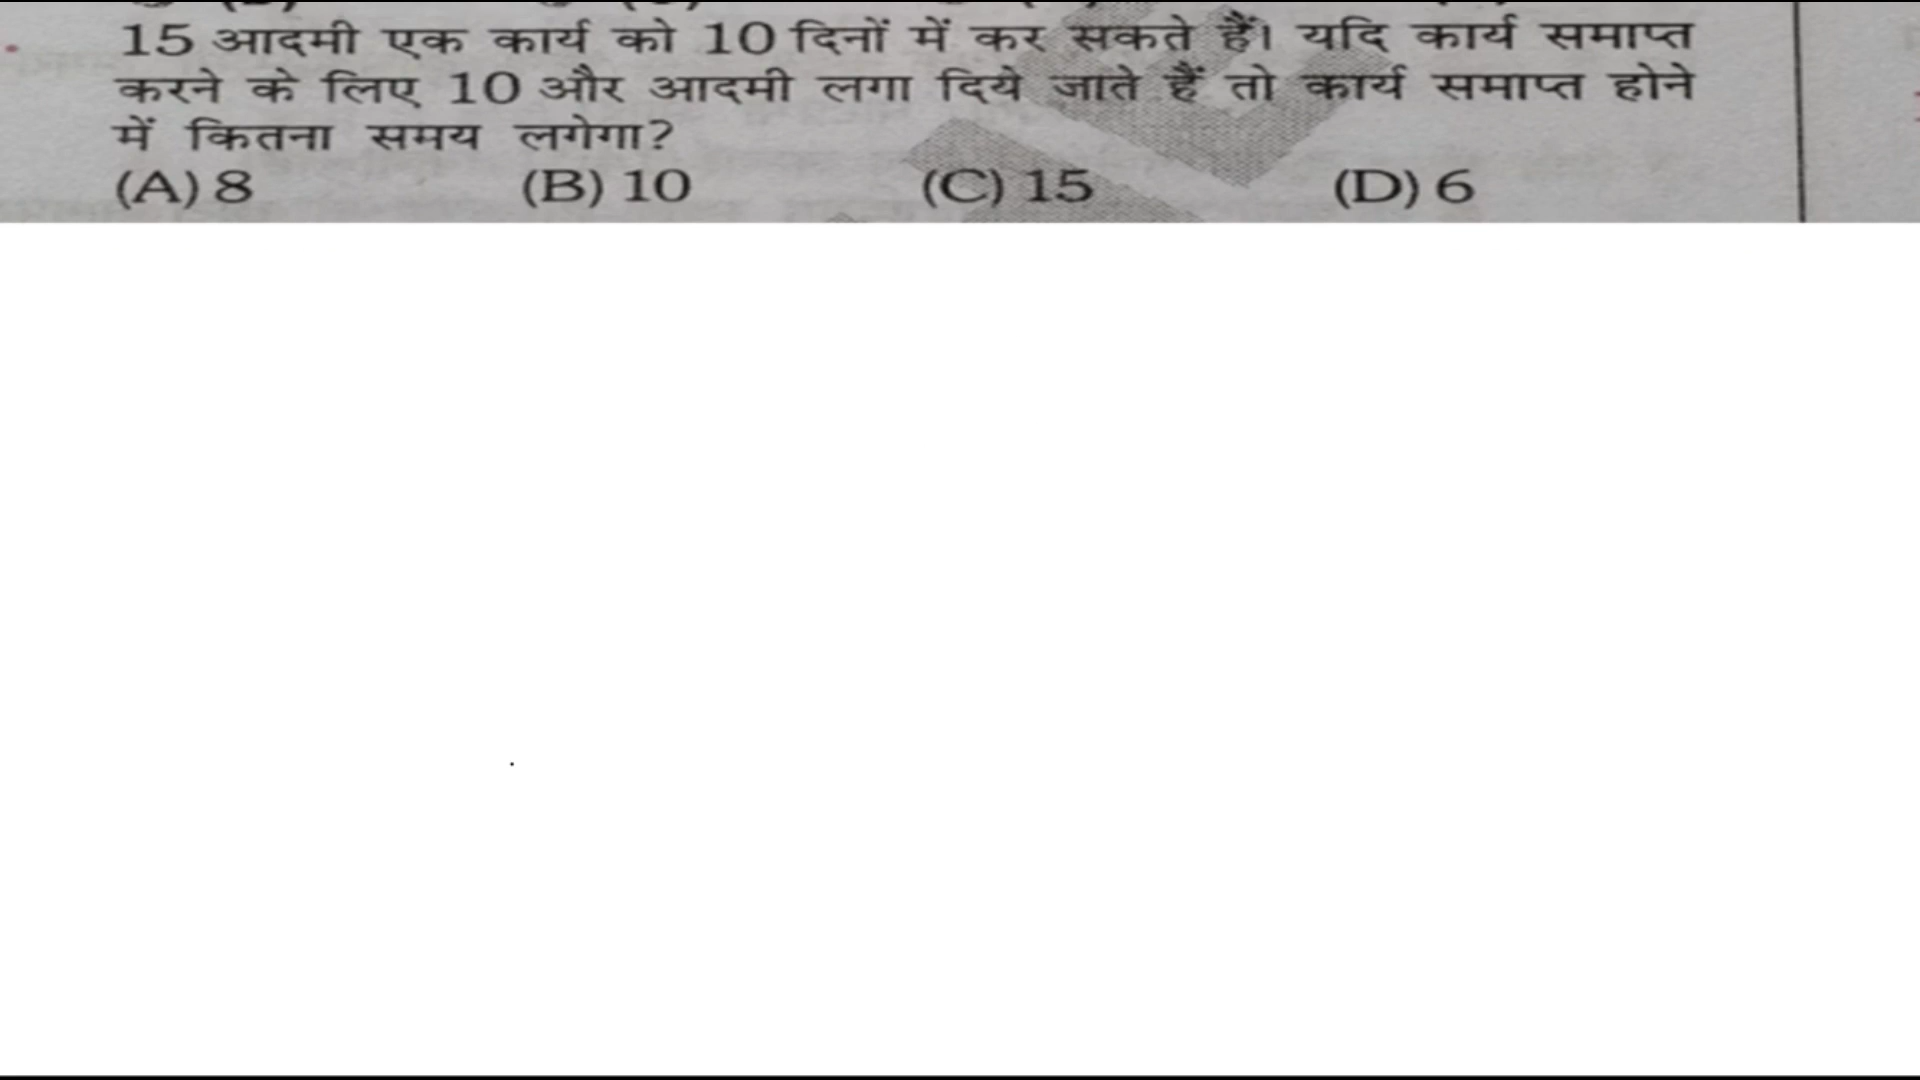 15 आदमी एक कार्य को 10 दिनों में कर सकते हैं। यदि कार्य समाप्त
करने के लिए 10 और आदमी लगा दिये जाते हैं तो कार्य समाप्त होने
में कितना समय लगेगा?
(A) 8 (B) 10 (C) 15 (D) 6